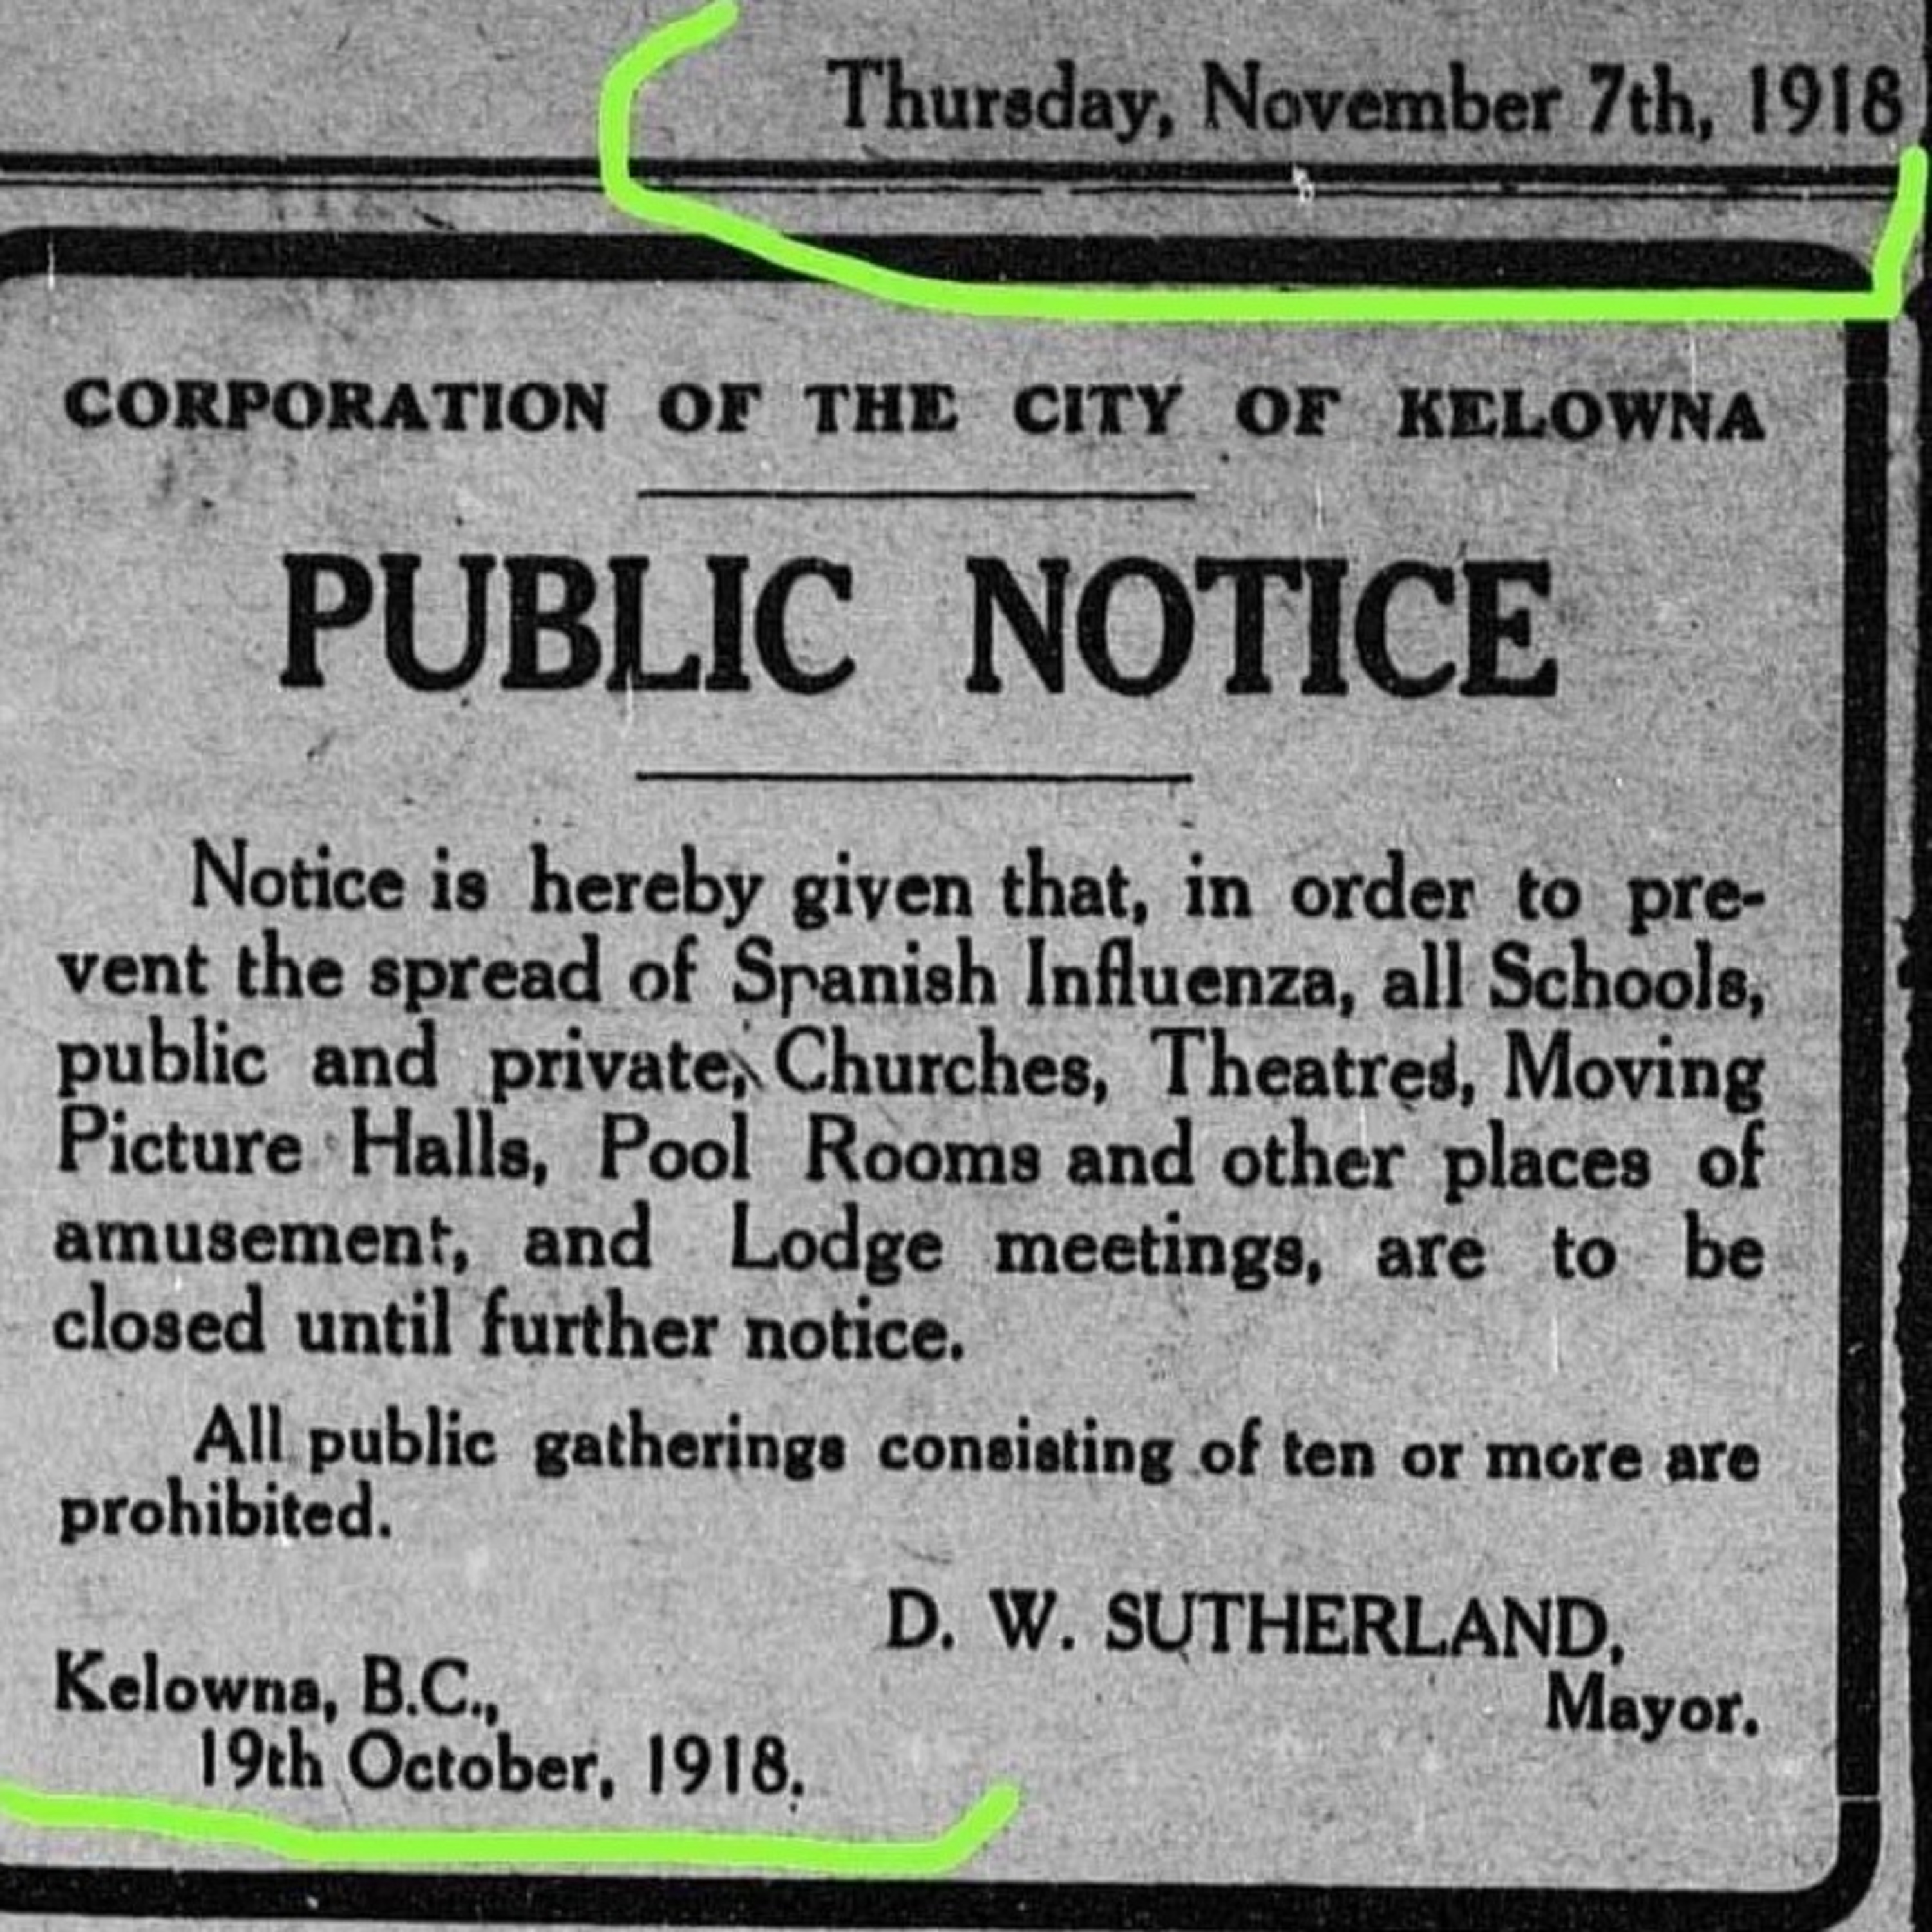 Thursday, November 7th, 1918
CORPORATION OF THE CITY OF KELOWNA
PUBLIC NOTICE
Notice is hereby given that, in order to pre-
vent the spread of Spanish Influenza, all Schools,
public and private, Churches, Theatres, Moving
Picture Halls, Pool Rooms and other places of
amusement, and Lodge meetings, are to be
closed until further notice.
All public gatherings consisting of ten or more are
prohibited.
D. W. SUTHERLAND,
Mayor.
Kelowna, B.C.,
19th October, 1918.